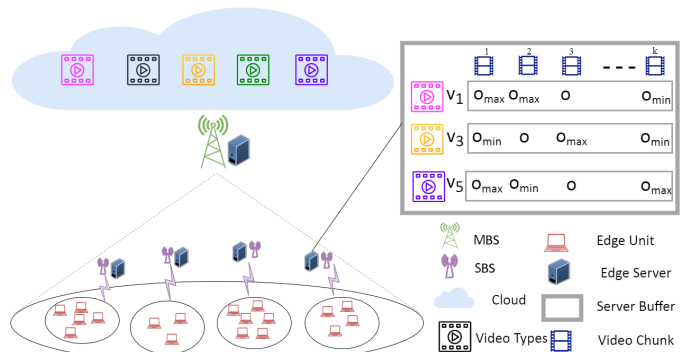 1 2 3 k
V1 Omax Omax O Omin
V3 Omin O Omax Omin
V5 Omax Omin O Omax
MBS Edge Unit
SBS Edge Server
Cloud Server Buffer
Video Types Video Chunk